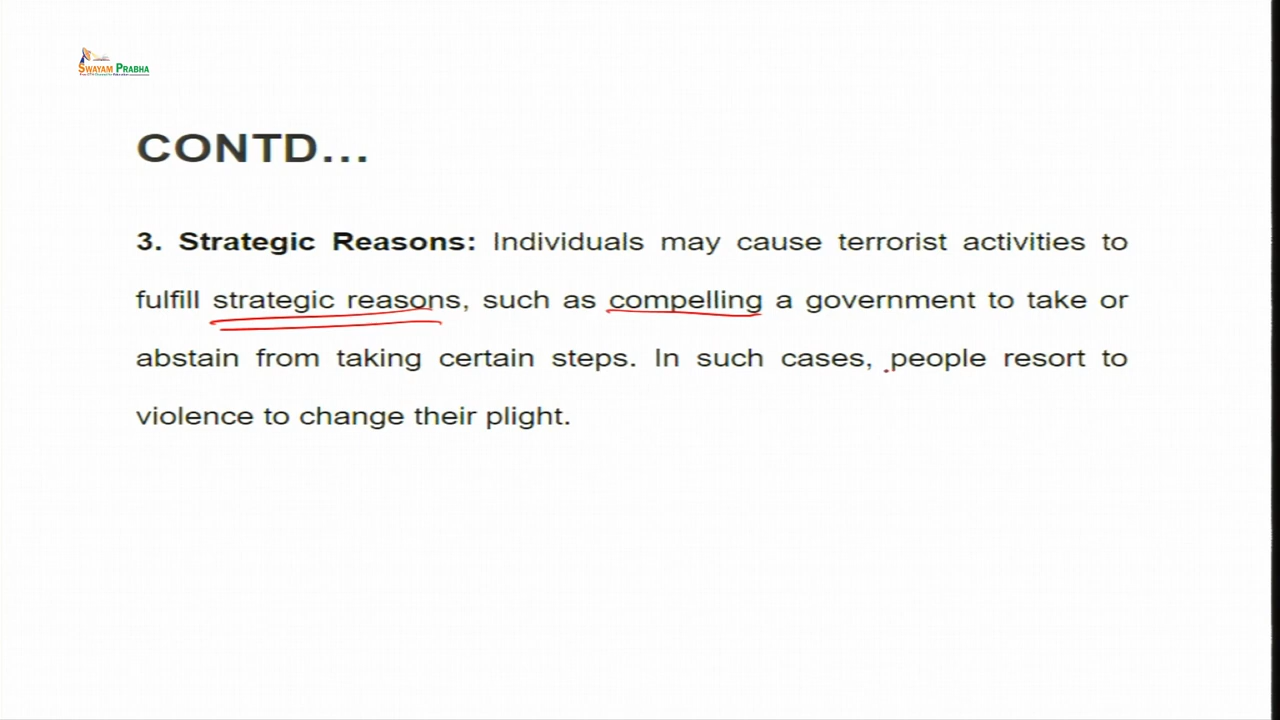 SWAYAM PRABHA
CONTD...
3. Strategic Reasons: Individuals may cause terrorist activities to
fulfill strategic reasons, such as compelling a government to take or
abstain from taking certain steps. In such cases, people resort to
violence to change their plight.